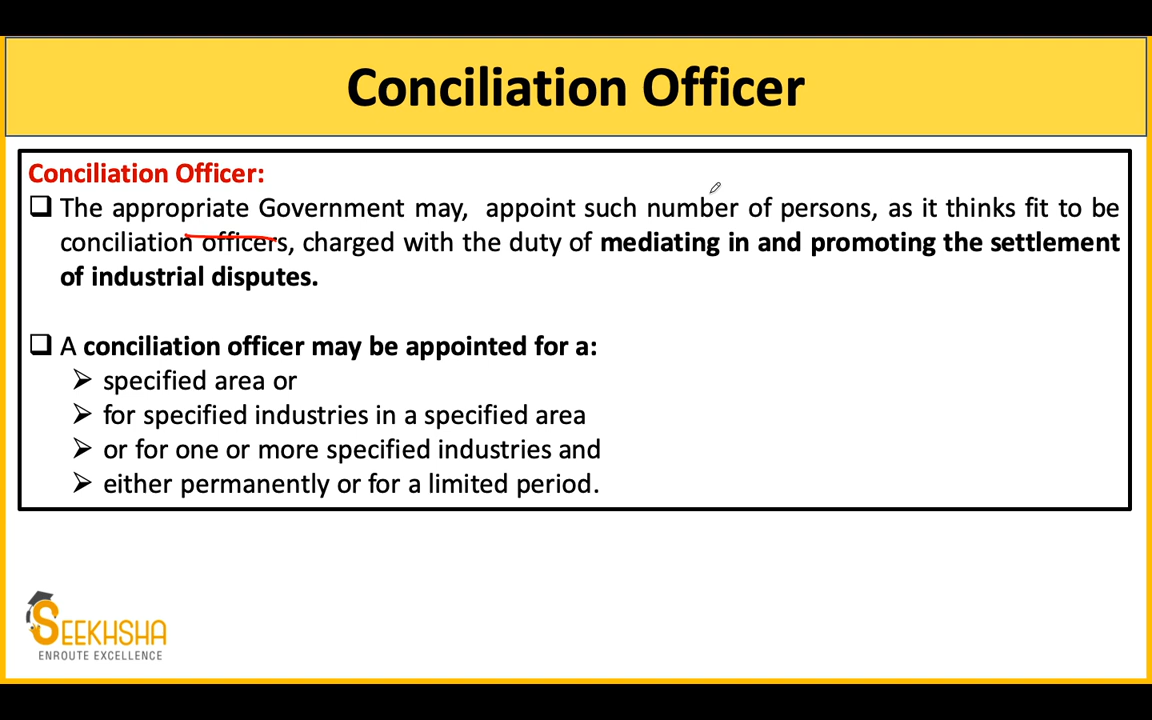 Conciliation Officer
Conciliation Officer:
❑ The appropriate Government may, appoint such number of persons, as it thinks fit to be
conciliation officers, charged with the duty of mediating in and promoting the settlement
of industrial disputes.
❑ A conciliation officer may be appointed for a:
➢ specified area or
➢ for specified industries in a specified area
➢ or for one or more specified industries and
➢ either permanently or for a limited period.
SEEKHSHA
ENROUTE EXCELLENCE